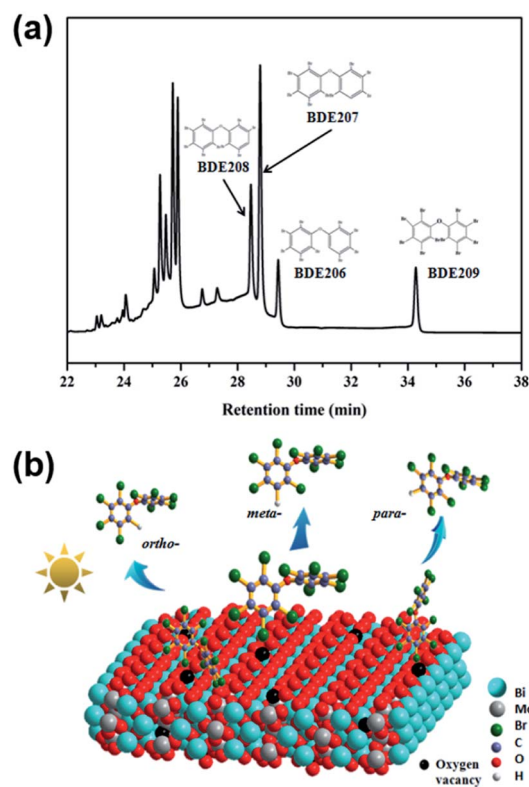 (a)
BDE207
BDE208
BDE206
BDE209
22 24 26 28 30 32 34 36 38
Retention time (min)
(b)
ortho-
meta-
para-
Bi
Mo
Br
C
O
H
Oxygen
vacancy